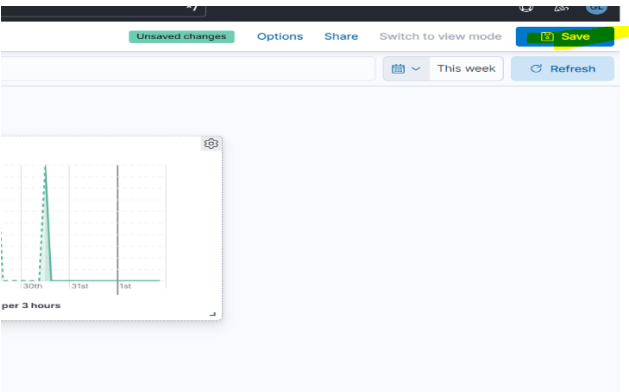 Unsaved changes Options Share Switch to view mode Save
This week Refresh
30th 31st 1st
per 3 hours